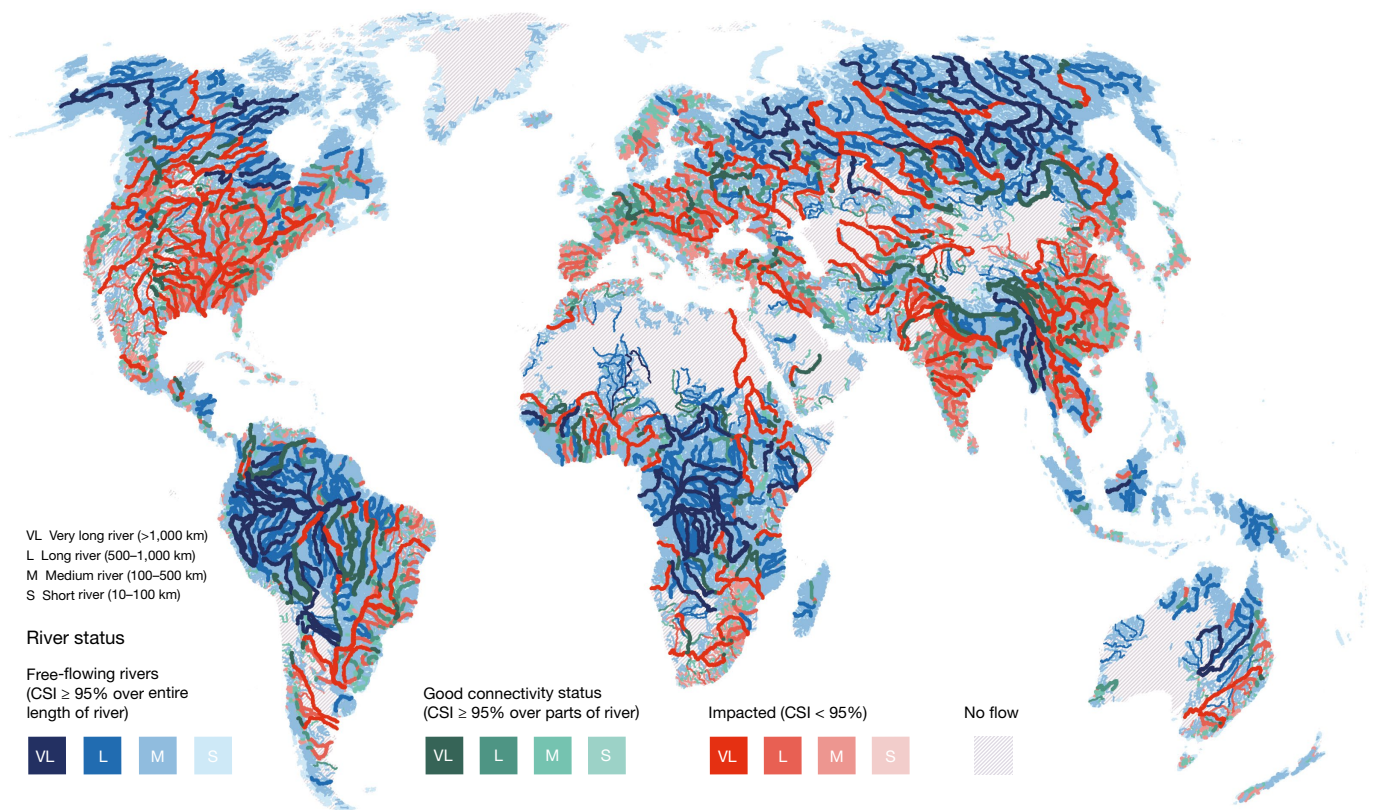 VL Very long river (>1,000 km)
L Long river (500–1,000 km)
M Medium river (100–500 km)
S Short river (10–100 km)
River status
Free-flowing rivers
(CSI ≥ 95% over entire
length of river)
VL L M S
Good connectivity status
(CSI ≥ 95% over parts of river)
VL L M S
Impacted (CSI < 95%)
VL L M S
No flow